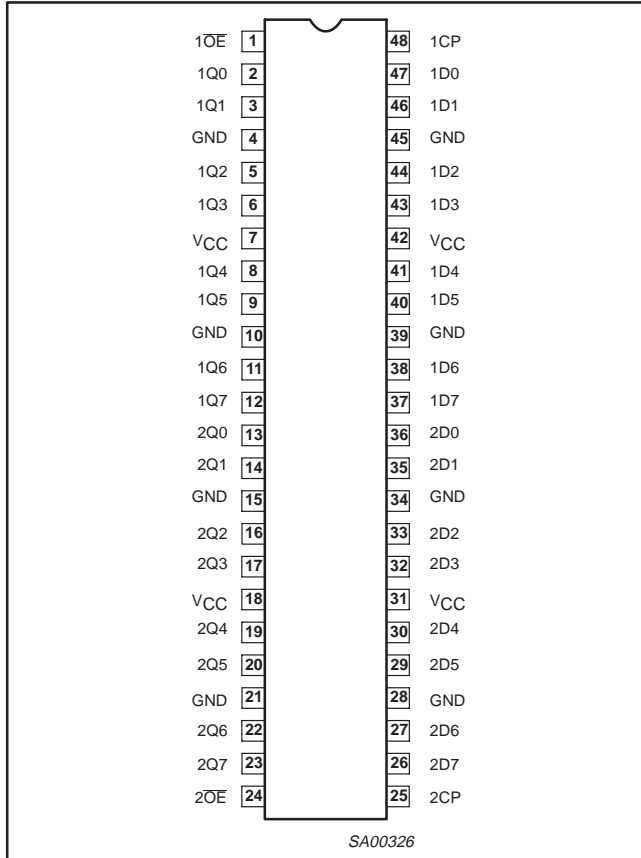 1O̅E̅ 1 48 1CP
1Q0 2 47 1D0
1Q1 3 46 1D1
GND 4 45 GND
1Q2 5 44 1D2
1Q3 6 43 1D3
VCC 7 42 VCC
1Q4 8 41 1D4
1Q5 9 40 1D5
GND 10 39 GND
1Q6 11 38 1D6
1Q7 12 37 1D7
2Q0 13 36 2D0
2Q1 14 35 2D1
GND 15 34 GND
2Q2 16 33 2D2
2Q3 17 32 2D3
VCC 18 31 VCC
2Q4 19 30 2D4
2Q5 20 29 2D5
GND 21 28 GND
2Q6 22 27 2D6
2Q7 23 26 2D7
2O̅E̅ 24 25 2CP
SA00326